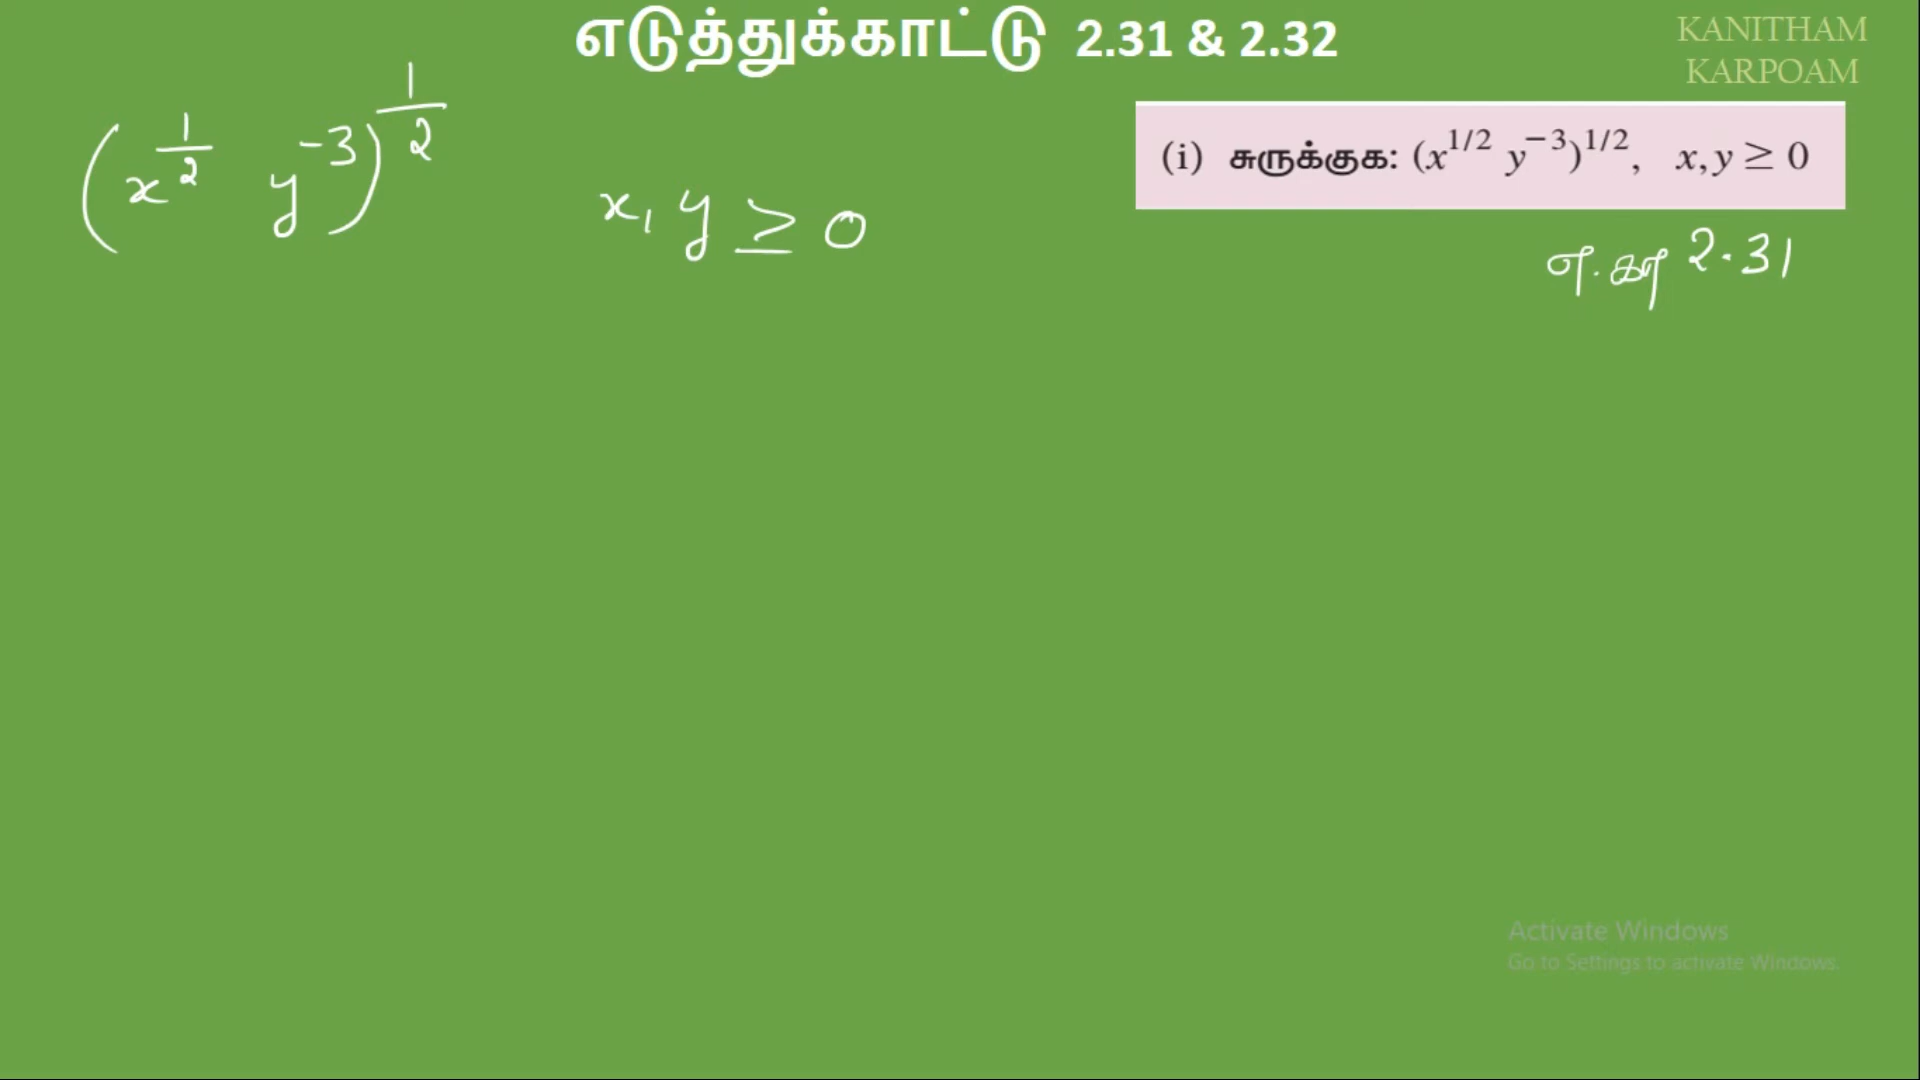 எடுத்துக்காட்டு 2.31 & 2.32
KANITHAM
KARPOAM
(x^{1/2} y^{-3})^{1/2}   x, y ≥ 0
(i) சுருக்குக: (x^{1/2} y^{-3})^{1/2}, x, y ≥ 0
எ.கா 2.31
Activate Windows
Go to Settings to activate Windows.